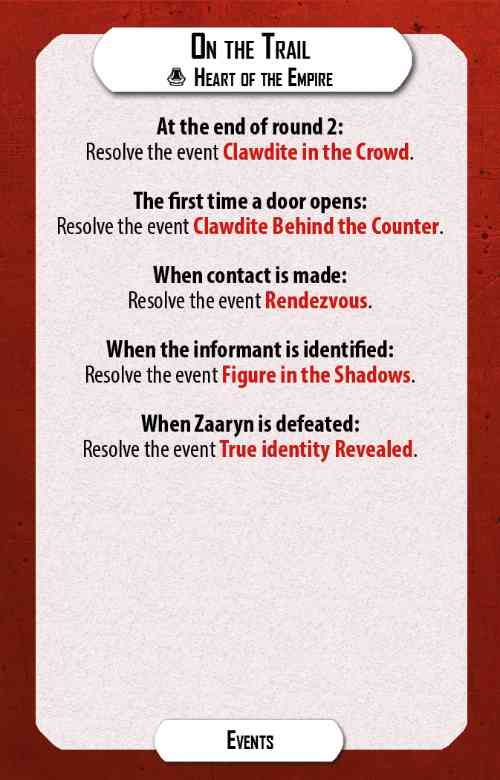 On the Trail
Heart of the Empire
At the end of round 2:
Resolve the event Clawdite in the Crowd.
The first time a door opens:
Resolve the event Clawdite Behind the Counter.
When contact is made:
Resolve the event Rendezvous.
When the informant is identified:
Resolve the event Figure in the Shadows.
When Zaaryn is defeated:
Resolve the event True identity Revealed.
Events